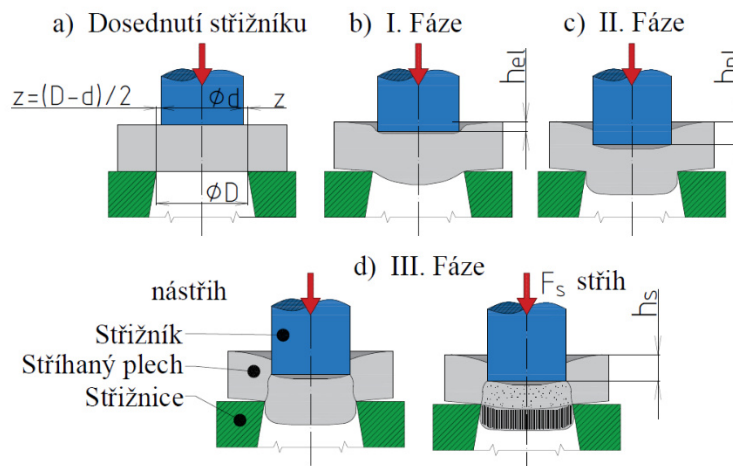 a) Dosednutí střižníku
b) I. Fáze
c) II. Fáze
z=(D-d)/2
ϕd
z
hel
hpl
ϕD
d) III. Fáze
nástřih
Fs
střih
hs
Střižník
Stříhaný plech
Střižnice